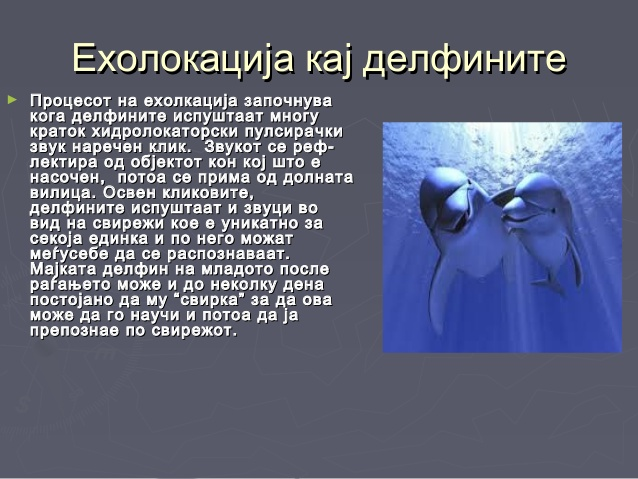 Ехолокација кај делфините
► Процесот на ехолкација започнува
кога делфините испуштаат многу
краток хидролокаторски пулсирачки
звук наречен клик. Звукот се реф-
лектира од објектот кон кој што е
насочен, потоа се прима од долната
вилица. Освен кликовите,
делфините испуштаат и звуци во
вид на свирежи кое е уникатно за
секоја единка и по него можат
меѓусебе да се распознаваат.
Мајката делфин на младото после
раѓањето може и до неколку дена
постојано да му “свирка” за да ова
може да го научи и потоа да ја
препознае по свирежот.